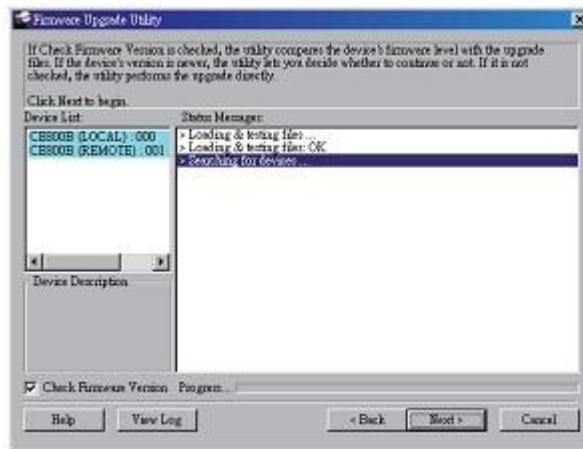 Firmware Upgrade Utility
If Check Firmware Version is checked, the utility compares the device's firmware level with the upgrade
files. If the device's version is newer, the utility lets you decide whether to continue or not. If it is not
checked, the utility performs the upgrade directly.
Click Next to begin.
Device List:
CE800B (LOCAL) : 000
CE800B (REMOTE) : 001
Status Messages:
> Loading & testing files ...
> Loading & testing files: OK
> Searching for devices ...
Device Description
Check Firmware Version
Progress...
Help
View Log
< Back
Next >
Cancel